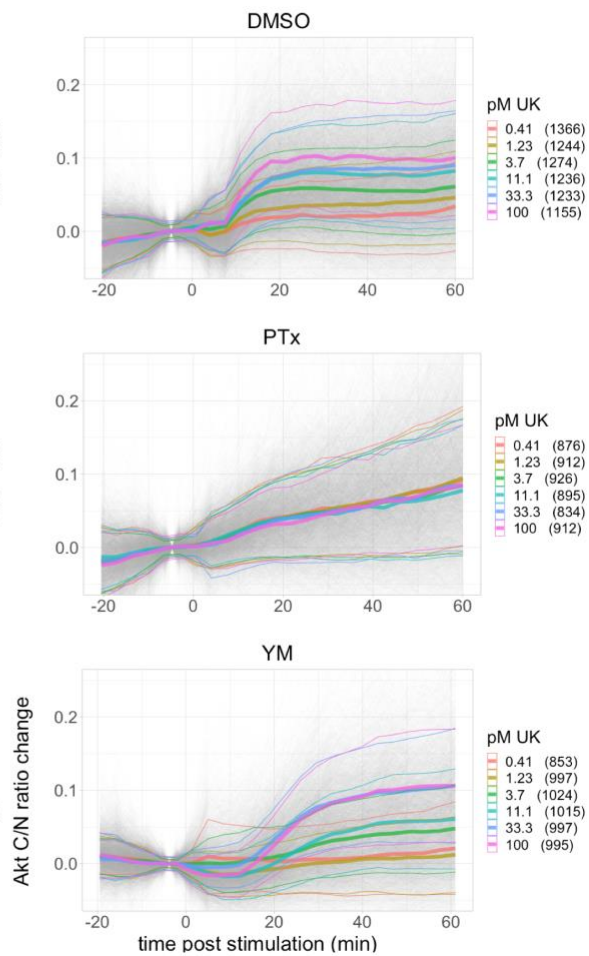 DMSO
0.2
0.1
0.0
-20 0 20 40 60
pM UK
0.41 (1366)
1.23 (1244)
3.7 (1274)
11.1 (1236)
33.3 (1233)
100 (1155)
PTx
0.2
0.1
0.0
-20 0 20 40 60
pM UK
0.41 (876)
1.23 (912)
3.7 (926)
11.1 (895)
33.3 (834)
100 (912)
YM
Akt C/N ratio change
0.2
0.1
0.0
-20 0 20 40 60
time post stimulation (min)
pM UK
0.41 (853)
1.23 (997)
3.7 (1024)
11.1 (1015)
33.3 (997)
100 (995)